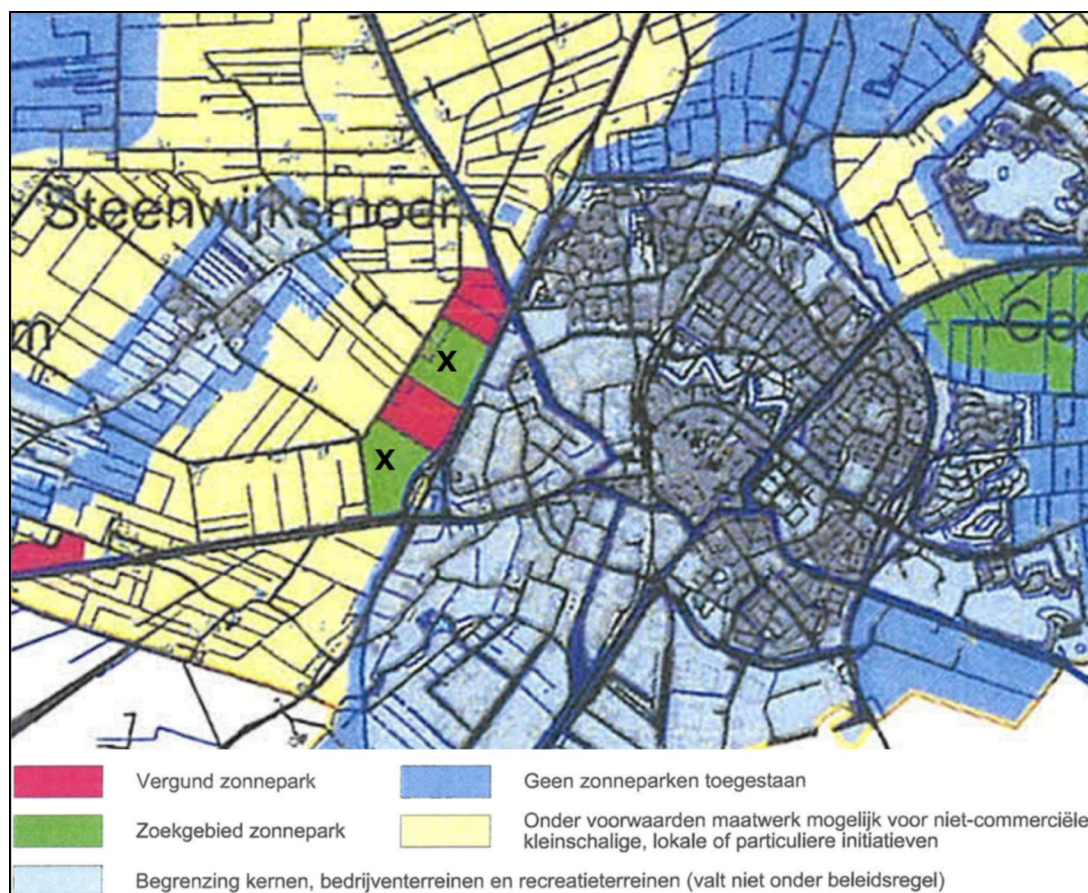 Steenwijksmoer
m
X
X
Coe
Vergund zonnepark
Geen zonneparken toegestaan
Zoekgebied zonnepark
Onder voorwaarden maatwerk mogelijk voor niet-commerciële
kleinschalige, lokale of particuliere initiatieven
Begrenzing kernen, bedrijventerreinen en recreatieterreinen (valt niet onder beleidsregel)